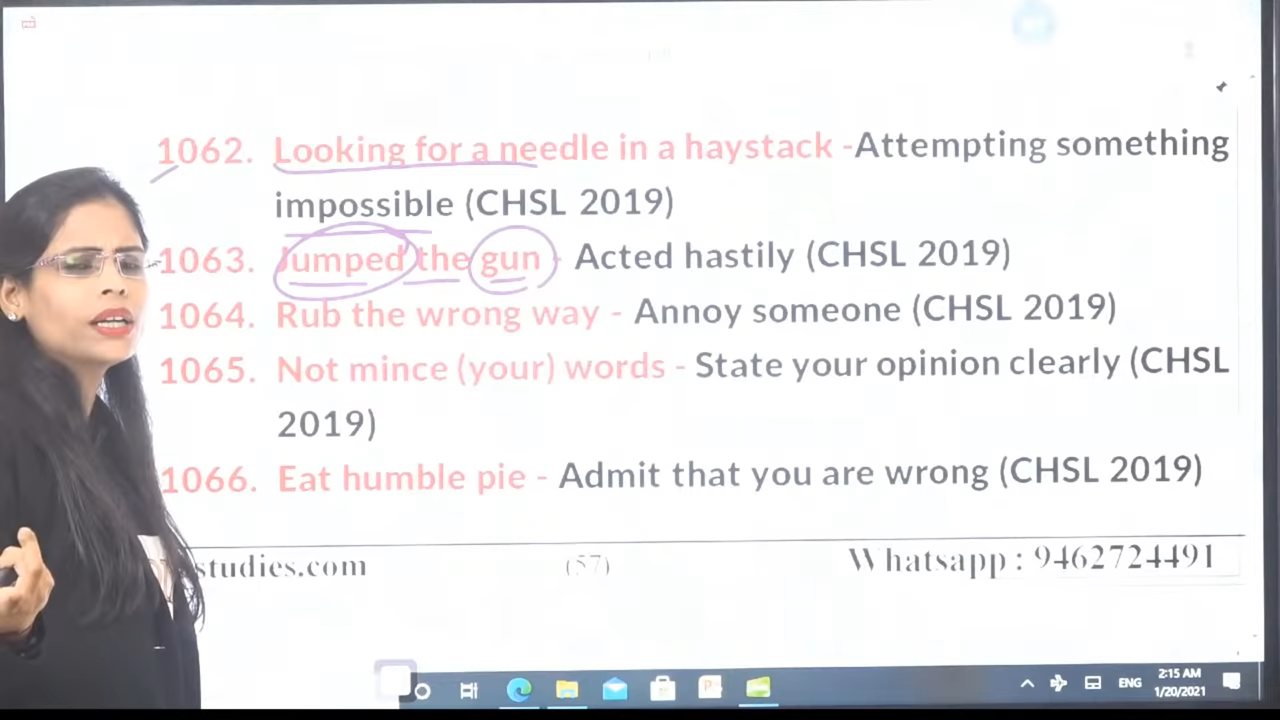 1062. Looking for a needle in a haystack -Attempting something
impossible (CHSL 2019)
1063. Jumped the gun - Acted hastily (CHSL 2019)
1064. Rub the wrong way - Annoy someone (CHSL 2019)
1065. Not mince (your) words - State your opinion clearly (CHSL
2019)
1066. Eat humble pie - Admit that you are wrong (CHSL 2019)
studies.com (57) Whatsapp : 9462724491
ENG 2:15 AM
1/20/2021